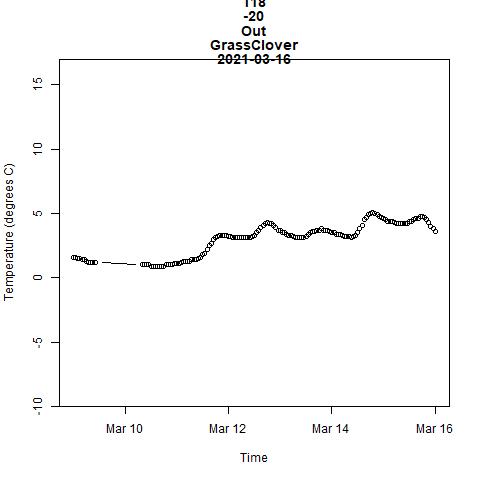 T18
-20
Out
GrassClover
2021-03-16
15
10
5
0
-5
-10
Temperature (degrees C)
Mar 10 Mar 12 Mar 14 Mar 16
Time